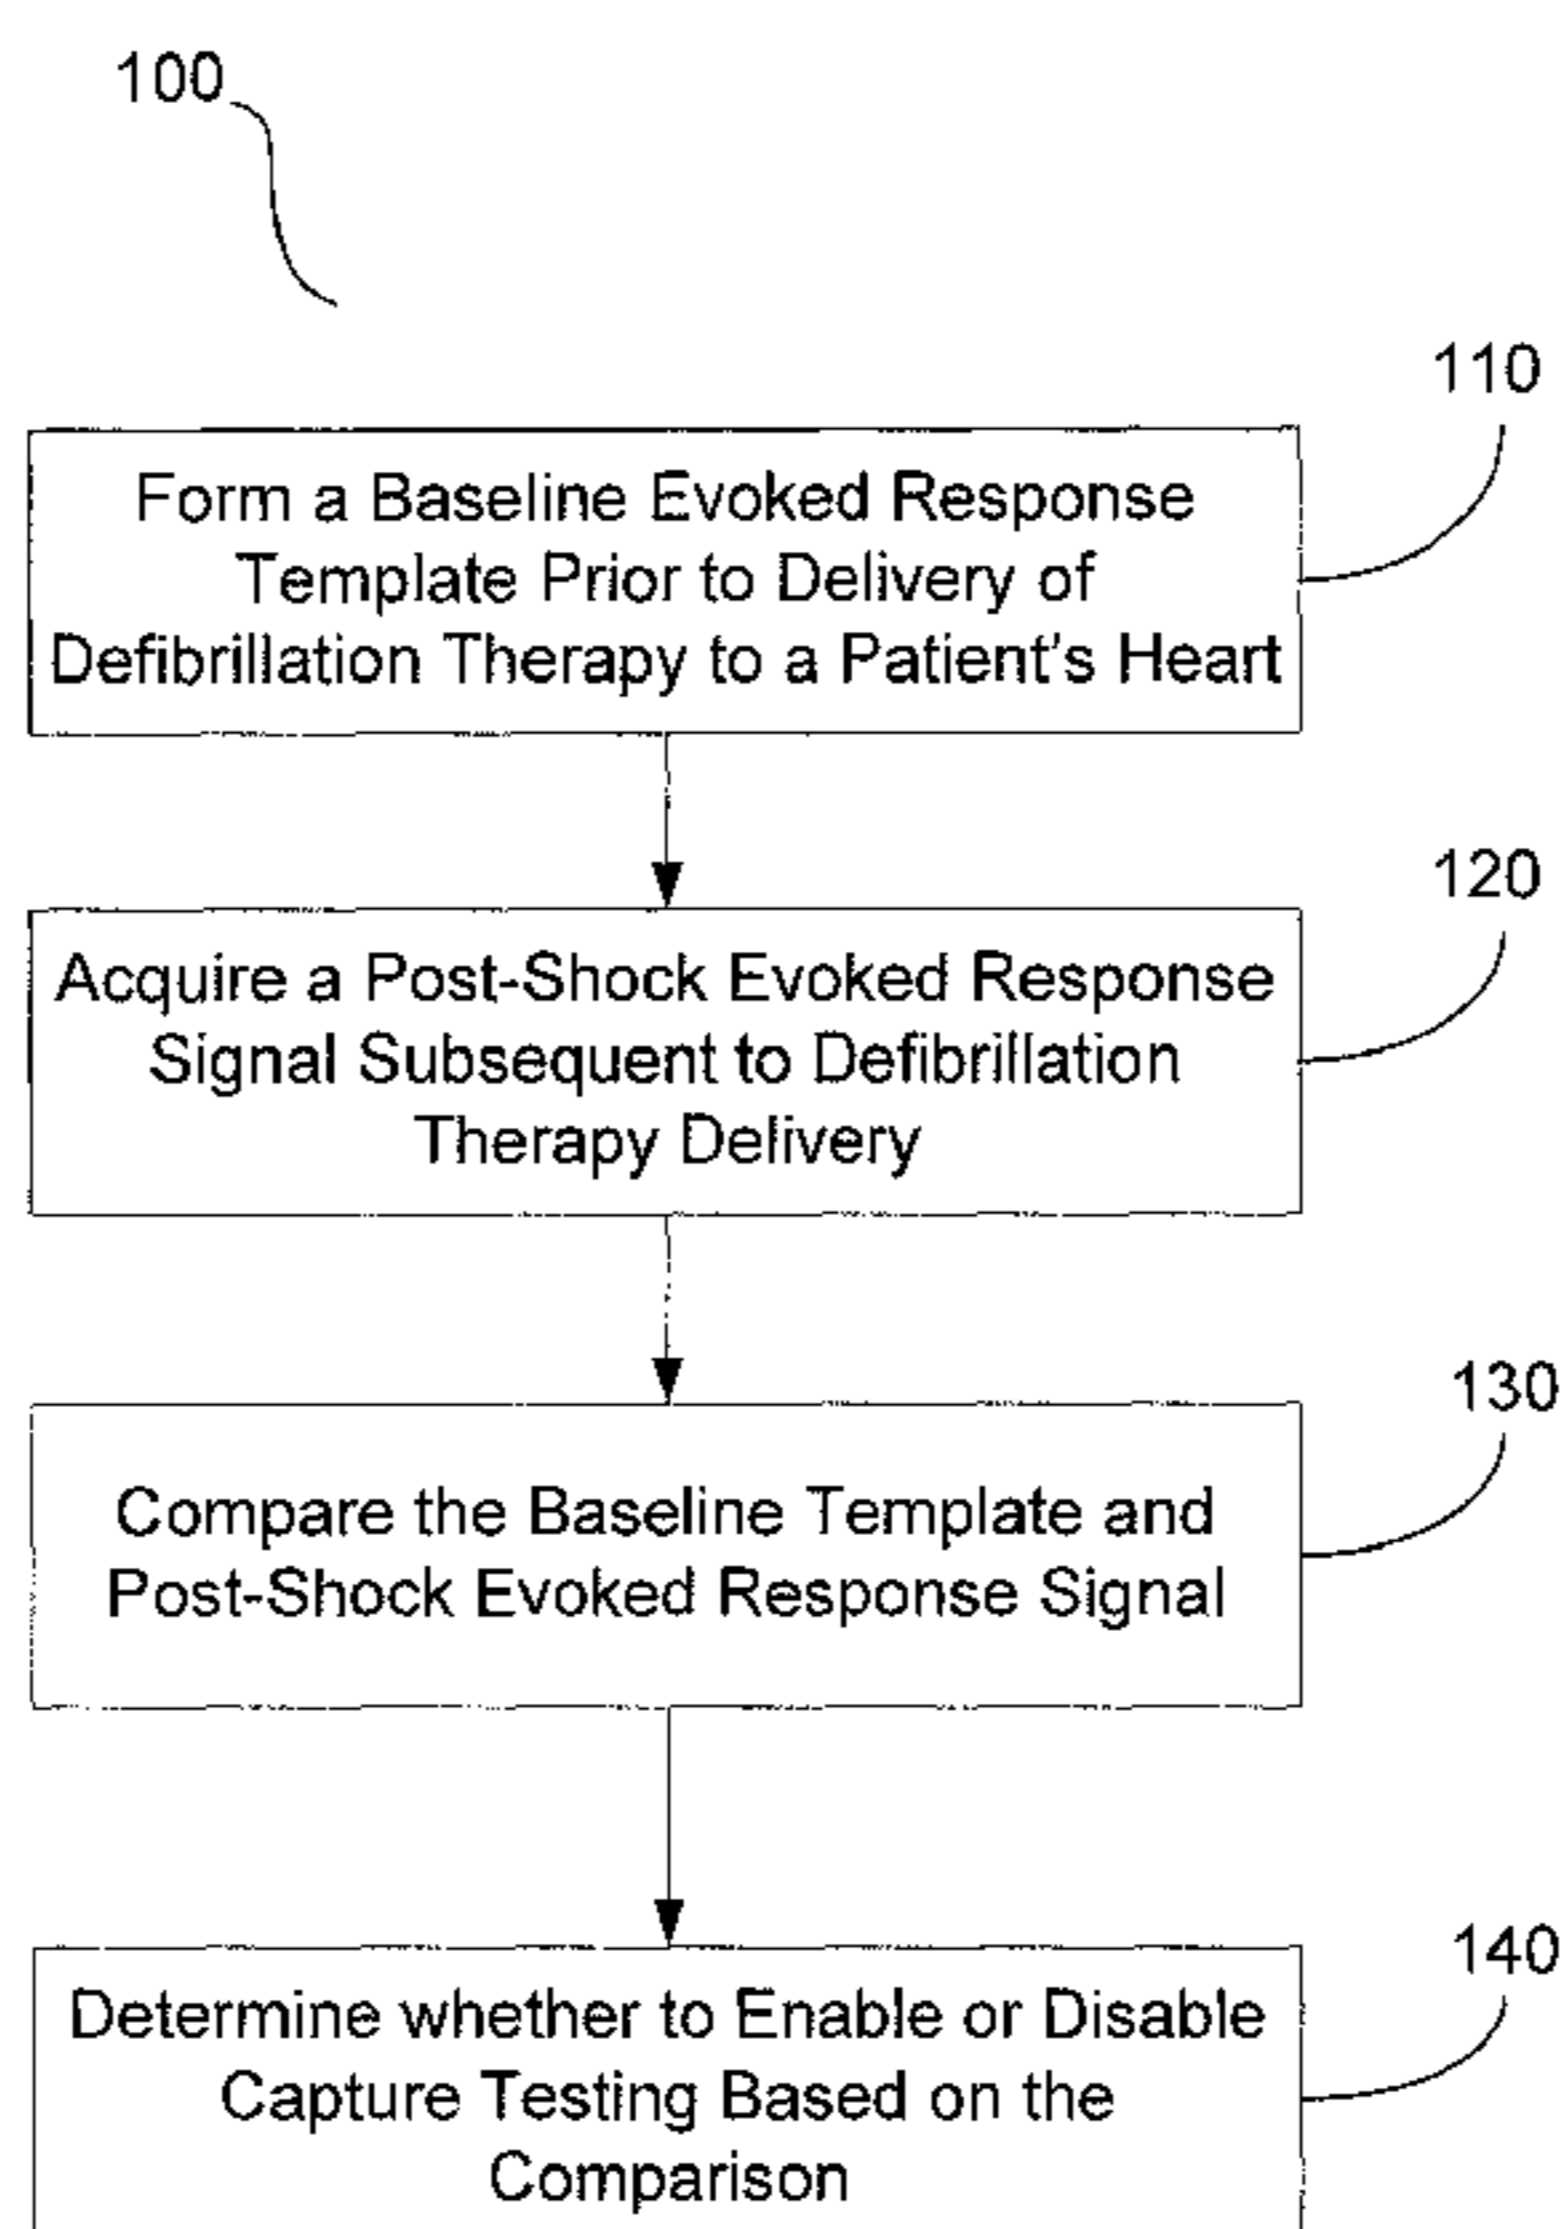 100
110
Form a Baseline Evoked Response
Template Prior to Delivery of
Defibrillation Therapy to a Patient's Heart
120
Acquire a Post-Shock Evoked Response
Signal Subsequent to Defibrillation
Therapy Delivery
130
Compare the Baseline Template and
Post-Shock Evoked Response Signal
140
Determine whether to Enable or Disable
Capture Testing Based on the
Comparison